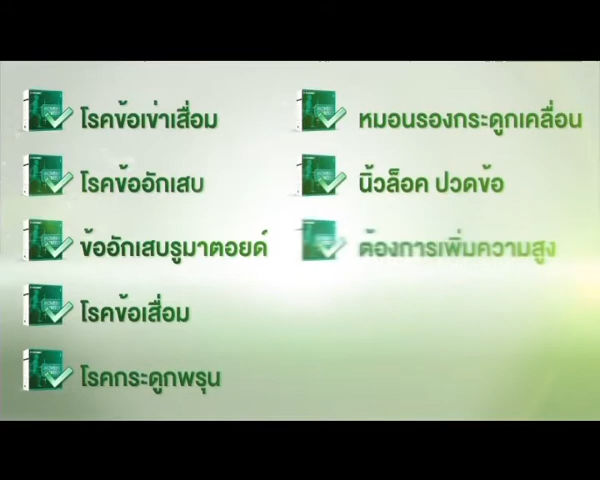 โรคข้อเข่าเสื่อม
โรคข้ออักเสบ
ข้ออักเสบรูมาตอยด์
โรคข้อเสื่อม
โรคกระดูกพรุน
หมอนรองกระดูกเคลื่อน
นิ้วล็อค ปวดข้อ
ต้องการเพิ่มความสูง